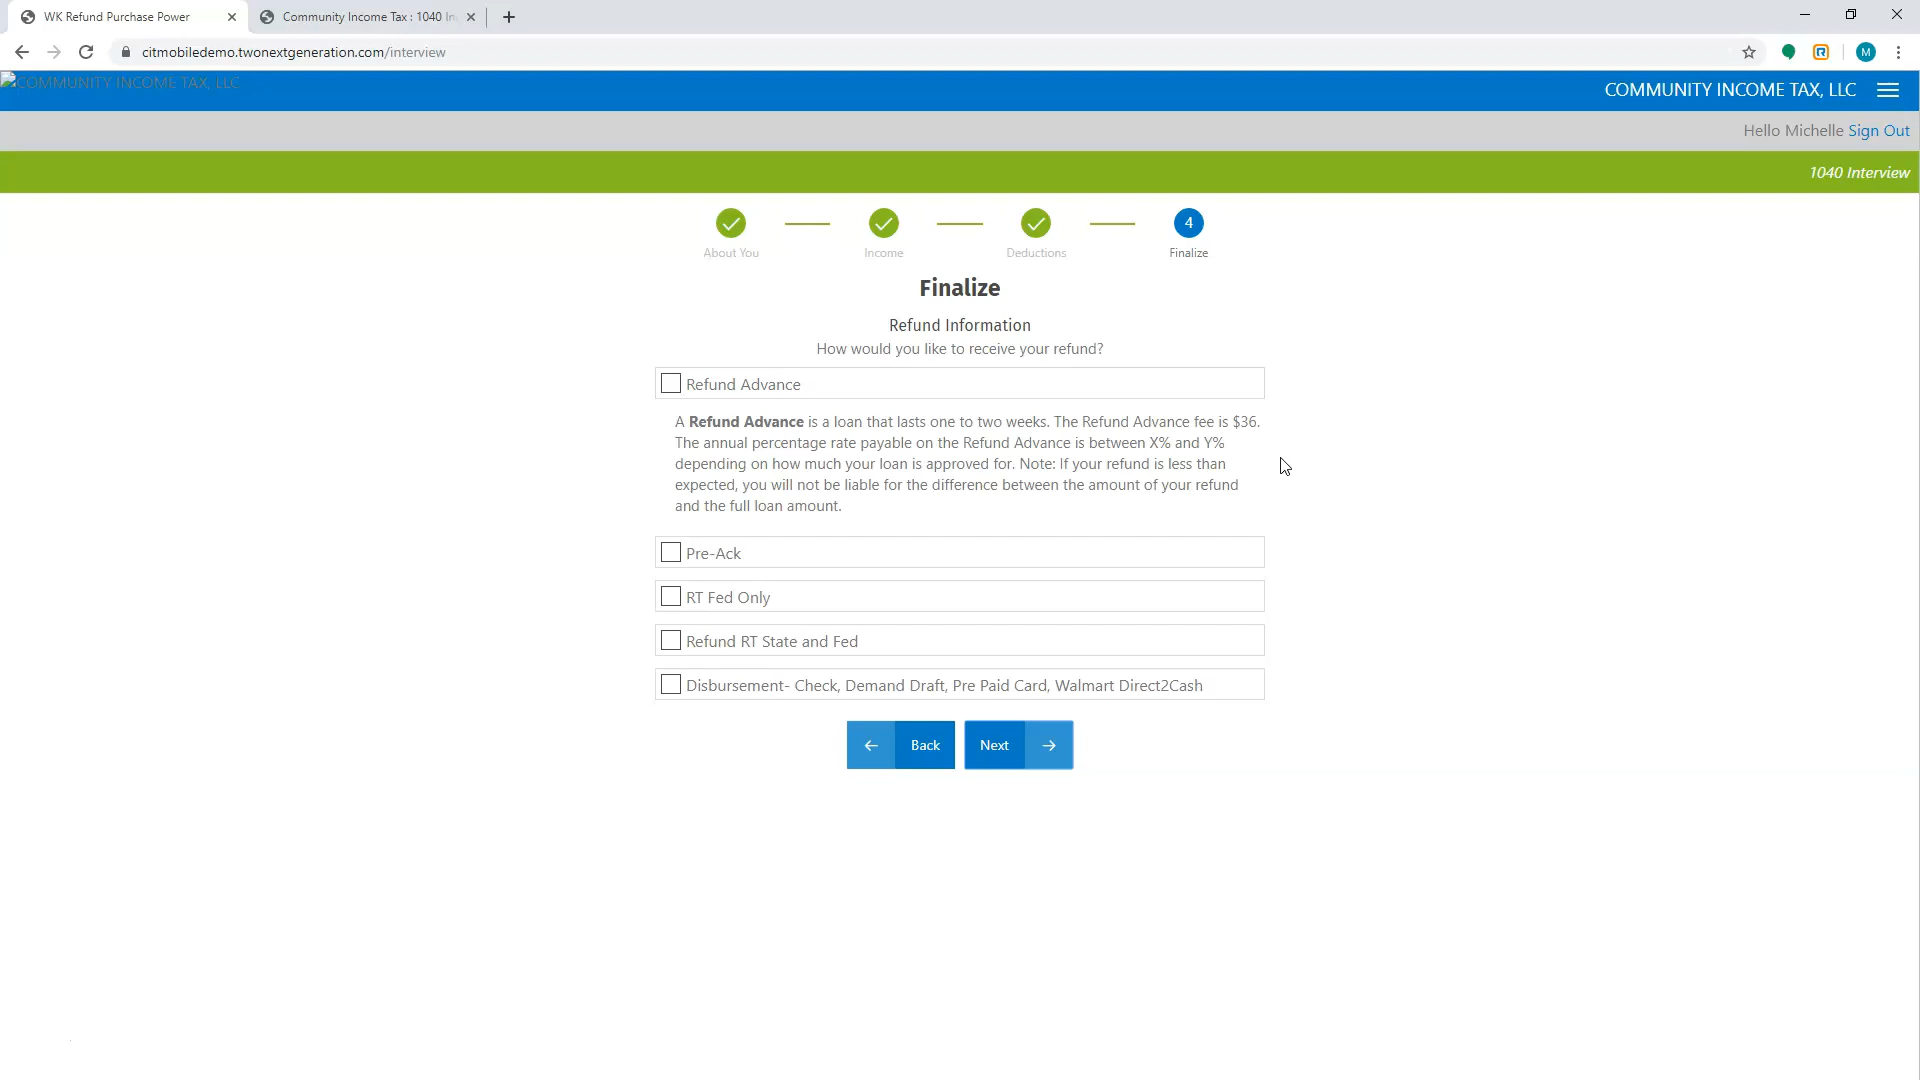 WK Refund Purchase Power
Community Income Tax : 1040 In
citmobiledemo.twonextgeneration.com/interview
M
COMMUNITY INCOME TAX, LLC
COMMUNITY INCOME TAX, LLC
Hello Michelle Sign Out
1040 Interview
4
About You
Income
Deductions
Finalize
Finalize
Refund Information
How would you like to receive your refund?
Refund Advance
A Refund Advance is a loan that lasts one to two weeks. The Refund Advance fee is $36.
The annual percentage rate payable on the Refund Advance is between X% and Y%
depending on how much your loan is approved for. Note: If your refund is less than
expected, you will not be liable for the difference between the amount of your refund
and the full loan amount.
Pre-Ack
RT Fed Only
Refund RT State and Fed
Disbursement- Check, Demand Draft, Pre Paid Card, Walmart Direct2Cash
Back
Next